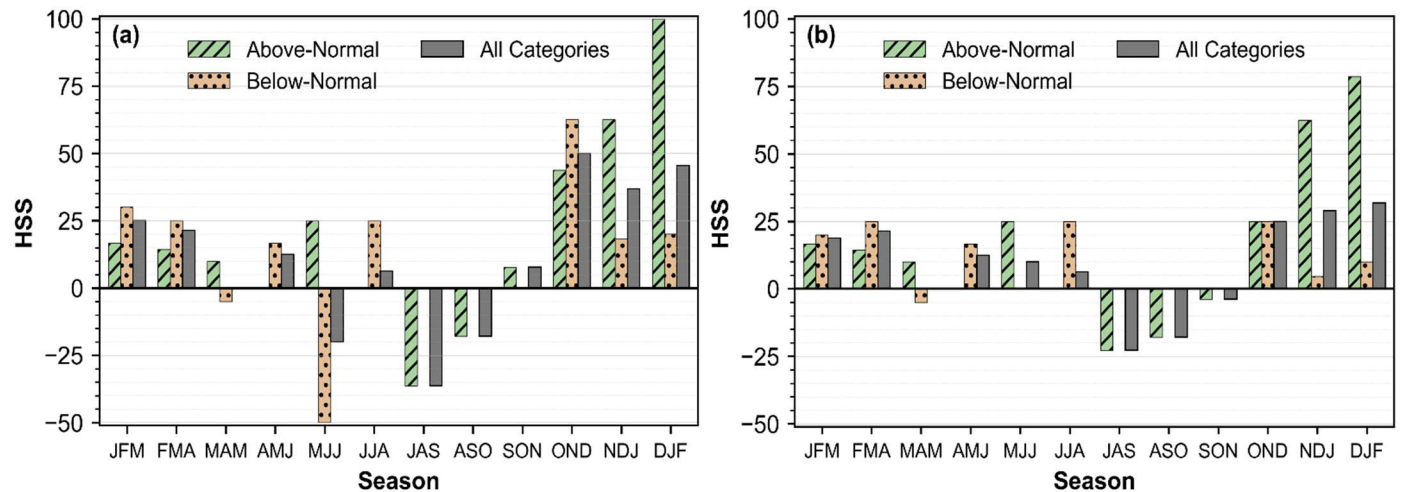 (a)
Above-Normal
All Categories
Below-Normal
HSS
100
75
50
25
0
−25
−50
JFM FMA MAM AMJ MJJ JJA JAS ASO SON OND NDJ DJF
Season
(b)
Above-Normal
All Categories
Below-Normal
HSS
100
75
50
25
0
−25
−50
JFM FMA MAM AMJ MJJ JJA JAS ASO SON OND NDJ DJF
Season